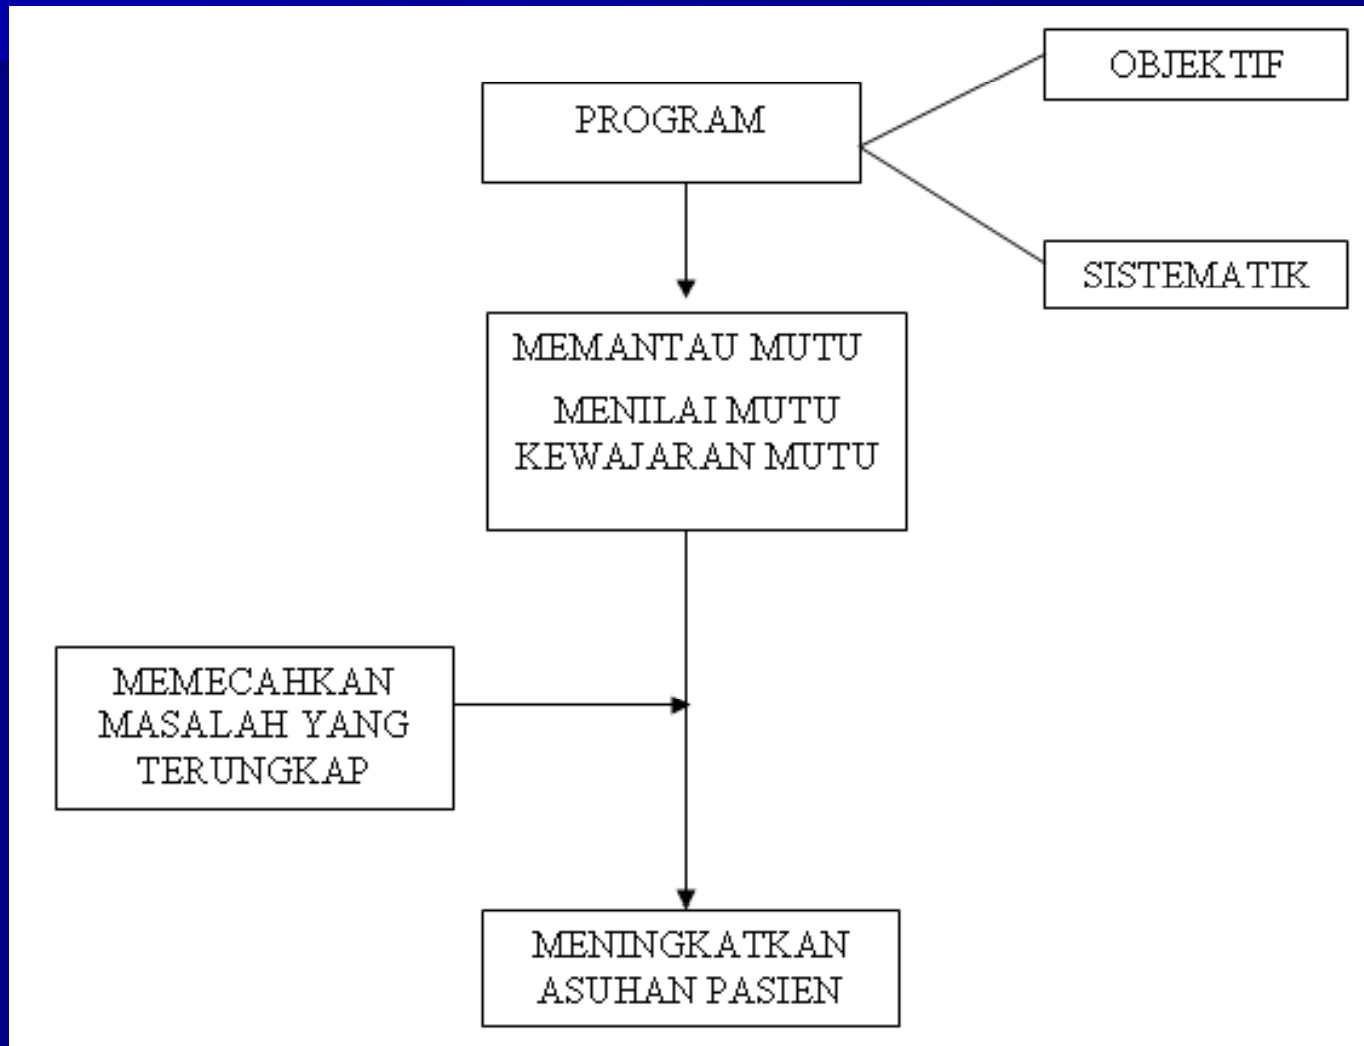 OBJEKTIF
PROGRAM
SISTEMATIK
MEMANTAU MUTU
MENILAI MUTU
KEWAJARAN MUTU
MEMECAHKAN
MASALAH YANG
TERUNGKAP
MENINGKATKAN
ASUHAN PASIEN